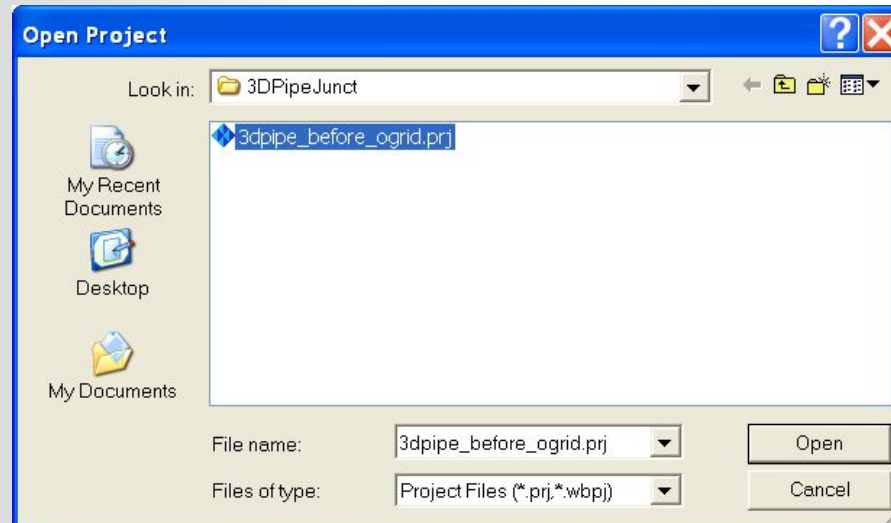 Open Project
Look in:
3DPipeJunct
3dpipe_before_ogrid.prj
My Recent
Documents
Desktop
My Documents
File name:
3dpipe_before_ogrid.prj
Open
Files of type:
Project Files (*.prj,*.wbpj)
Cancel